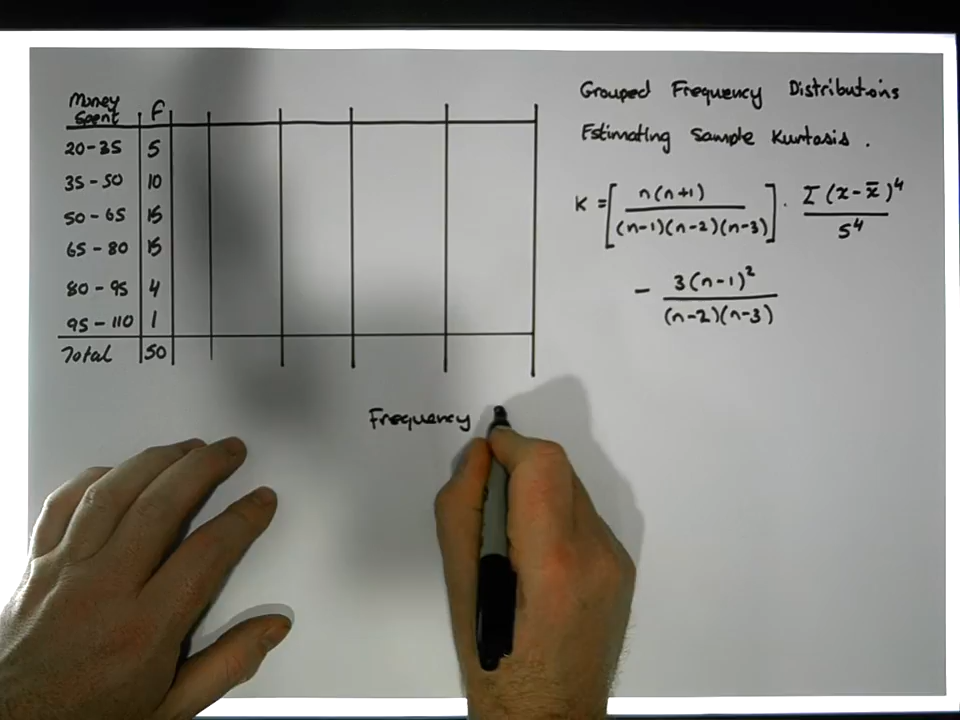 Money Spent | f
20-35 | 5
35-50 | 10
50-65 | 15
65-80 | 15
80-95 | 4
95-110 | 1
Total | 50
Grouped Frequency Distributions
Estimating Sample Kurtosis.
K = [n(n+1) / (n-1)(n-2)(n-3)] · Σ(x-x̄)⁴ / s⁴
- 3(n-1)² / (n-2)(n-3)
Frequency